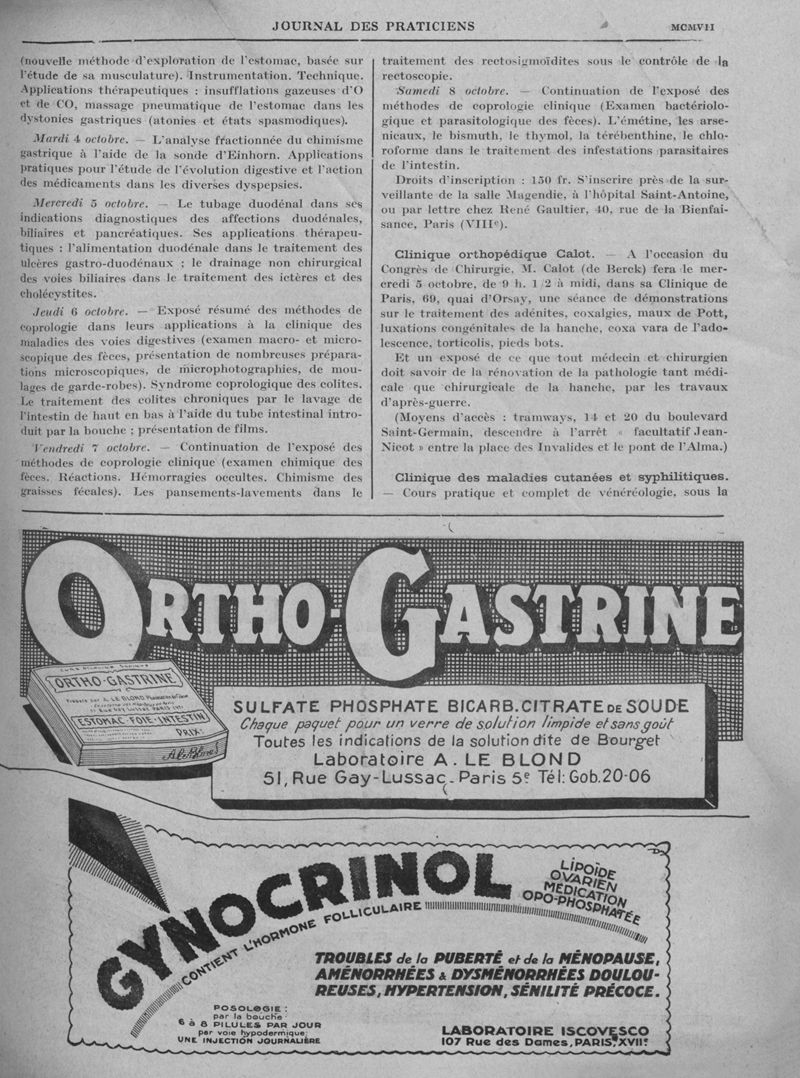 JOURNAL DES PRATICIENS
MCMVII
(nouvelle méthode d'exploration de l'estomac, basée sur
l'étude de sa musculature). Instrumentation. Technique.
Applications thérapeutiques : insufflations gazeuses d'O
et de CO, massage pneumatique de l'estomac dans les
dystonies gastriques (atonies et états spasmodiques).
Mardi 4 octobre. — L'analyse fractionnée du chimisme
gastrique à l'aide de la sonde d'Einhorn. Applications
pratiques pour l'étude de l'évolution digestive et l'action
des médicaments dans les diverses dyspepsies.
Mercredi 5 octobre. — Le tubage duodénal dans ses
indications diagnostiques des affections duodénales,
biliaires et pancréatiques. Ses applications thérapeu-
tiques : l'alimentation duodénale dans le traitement des
ulcères gastro-duodénaux ; le drainage non chirurgical
des voies biliaires dans le traitement des ictères et des
cholécystites.
Jeudi 6 octobre. — Exposé résumé des méthodes de
coprologie dans leurs applications à la clinique des
maladies des voies digestives (examen macro- et micro-
scopique des fèces, présentation de nombreuses prépara-
tions microscopiques, de microphotographies, de mou-
lages de garde-robes). Syndrome coprologique des colites.
Le traitement des colites chroniques par le lavage de
l'intestin de haut en bas à l'aide du tube intestinal intro-
duit par la bouche ; présentation de films.
Vendredi 7 octobre. — Continuation de l'exposé des
méthodes de coprologie clinique (examen chimique des
fèces. Réactions. Hémorragies occultes. Chimisme des
graisses fécales). Les pansements-lavements dans le
traitement des rectosigmoïdites sous le contrôle de la
rectoscopie.
Samedi 8 octobre. — Continuation de l'exposé des
méthodes de coprologie clinique (Examen bactériolo-
gique et parasitologique des fèces). L'émétine, les arse-
nicaux, le bismuth, le thymol, la térébenthine, le chlo-
roforme dans le traitement des infestations parasitaires
de l'intestin.
Droits d'inscription : 150 fr. S'inscrire près de la sur-
veillante de la salle Magendie, à l'hôpital Saint-Antoine,
ou par lettre chez René Gaultier, 40, rue de la Bienfai-
sance, Paris (VIIIe).
Clinique orthopédique Calot. — A l'occasion du
Congrès de Chirurgie, M. Calot (de Berck) fera le mer-
credi 5 octobre, de 9 h. 1/2 à midi, dans sa Clinique de
Paris, 69, quai d'Orsay, une séance de démonstrations
sur le traitement des adénites, coxalgies, maux de Pott,
luxations congénitales de la hanche, coxa vara de l'ado-
lescence, torticolis, pieds bots.
Et un exposé de ce que tout médecin et chirurgien
doit savoir de la rénovation de la pathologie tant médi-
cale que chirurgicale de la hanche, par les travaux
d'après-guerre.
(Moyens d'accès : tramways, 14 et 20 du boulevard
Saint-Germain, descendre à l'arrêt « facultatif Jean-
Nicot » entre la place des Invalides et le pont de l'Alma.)
Clinique des maladies cutanées et syphilitiques.
— Cours pratique et complet de vénéréologie, sous la
ORTHO-GASTRINE
ORTHO-GASTRINE
Préparé par A. LE BLOND
ESTOMAC-FOIE-INTESTIN
PRIX:
A. Le Blond
SULFATE PHOSPHATE BICARB. CITRATE DE SOUDE
Chaque paquet pour un verre de solution limpide et sans goût
Toutes les indications de la solution dite de Bourget
Laboratoire A. LE BLOND
51, Rue Gay-Lussac_Paris 5e Tél: Gob. 20-06
GYNOCRINOL
LIPOÏDE
OVARIEN
MÉDICATION
OPO-PHOSPHATÉE
CONTIENT L'HORMONE FOLLICULAIRE
TROUBLES de la PUBERTÉ et de la MÉNOPAUSE,
AMÉNORRHÉES & DYSMÉNORRHÉES DOULOU-
REUSES, HYPERTENSION, SÉNILITÉ PRÉCOCE.
POSOLOGIE :
par la bouche
6 à 8 PILULES PAR JOUR
par voie hypodermique:
UNE INJECTION JOURNALIÈRE
LABORATOIRE ISCOVESCO
107 Rue des Dames, PARIS, XVIIe